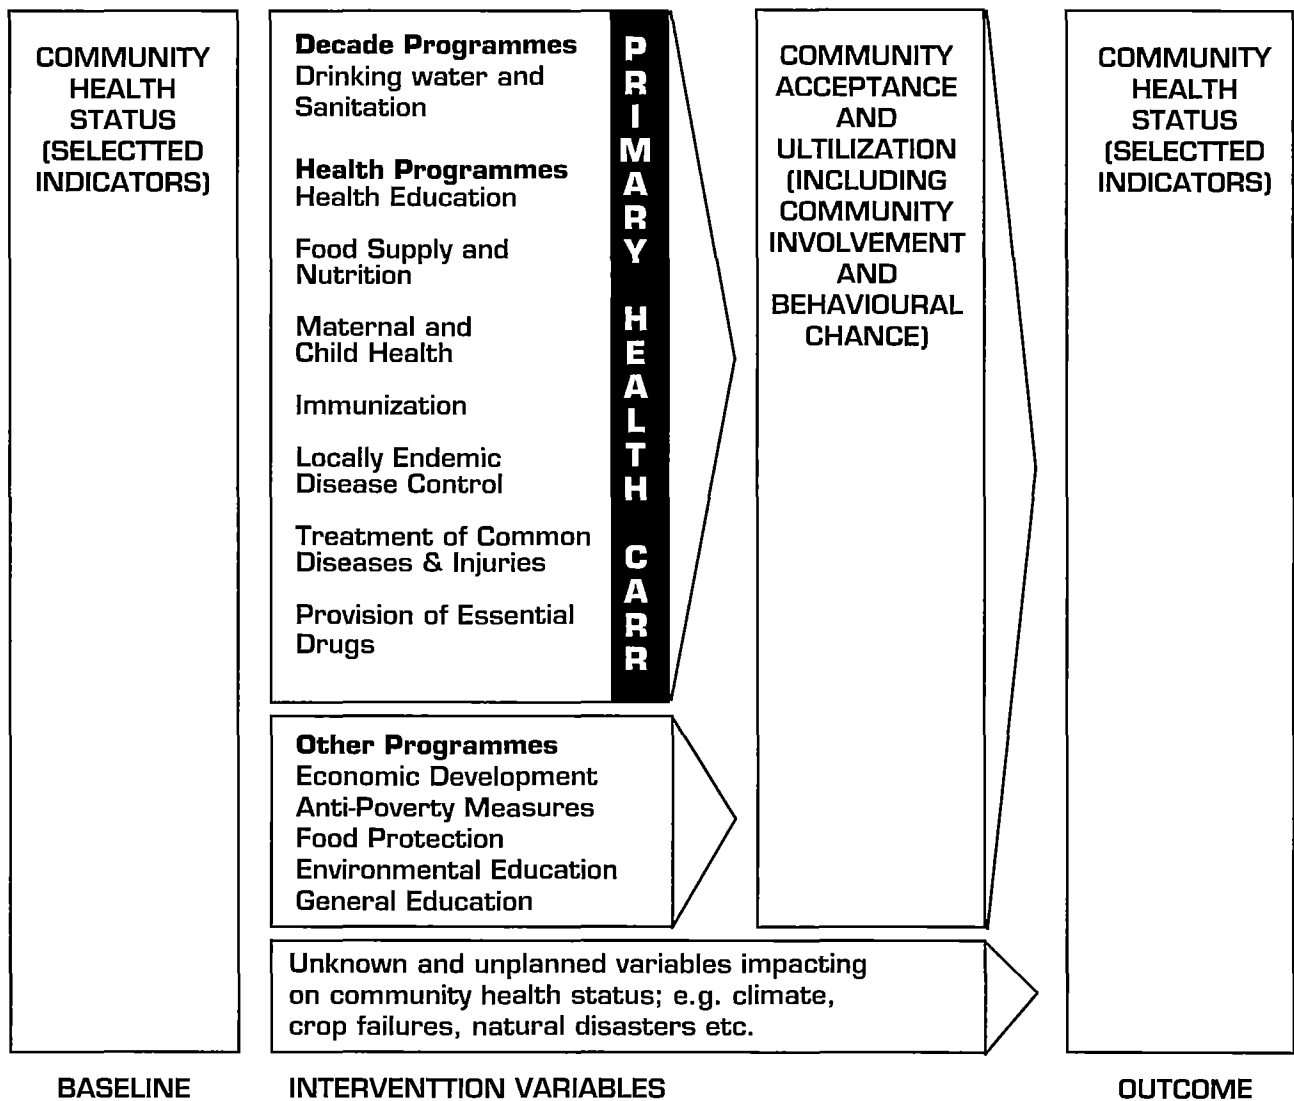 COMMUNITY
HEALTH
STATUS
(SELECTTED
INDICATORS)
Decade Programmes
Drinking water and
Sanitation
Health Programmes
Health Education
Food Supply and
Nutrition
Maternal and
Child Health
Immunization
Locally Endemic
Disease Control
Treatment of Common
Diseases & Injuries
Provision of Essential
Drugs
PRIMARY HEALTH CARR
Other Programmes
Economic Development
Anti-Poverty Measures
Food Protection
Environmental Education
General Education
Unknown and unplanned variables impacting
on community health status; e.g. climate,
crop failures, natural disasters etc.
COMMUNITY
ACCEPTANCE
AND
ULTILIZATION
(INCLUDING
COMMUNITY
INVOLVEMENT
AND
BEHAVIOURAL
CHANCE)
COMMUNITY
HEALTH
STATUS
(SELECTTED
INDICATORS)
BASELINE
INTERVENTTION VARIABLES
OUTCOME